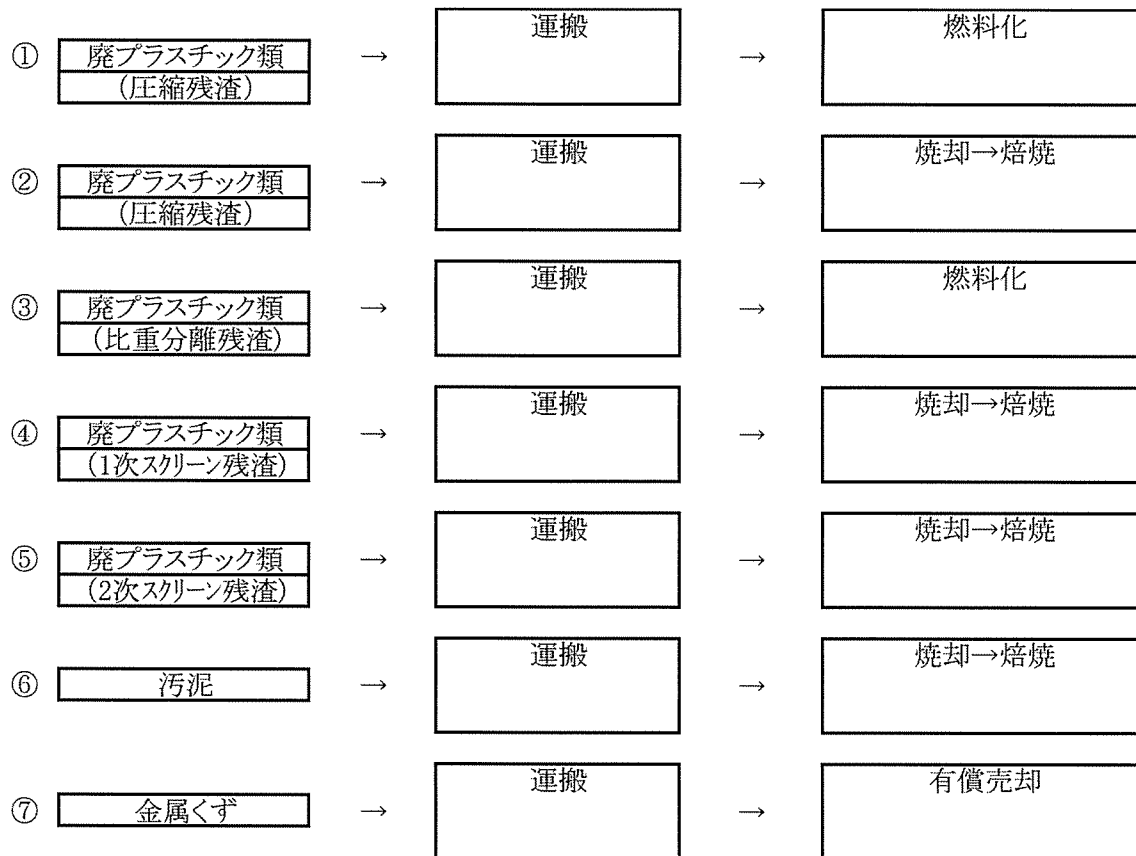 運搬
燃料化
① 廃プラスチック類 → →
(圧縮残渣)
運搬
焼却→焙焼
② 廃プラスチック類 → →
(圧縮残渣)
運搬
燃料化
③ 廃プラスチック類 → →
(比重分離残渣)
運搬
焼却→焙焼
④ 廃プラスチック類 → →
(1次スクリーン残渣)
運搬
焼却→焙焼
⑤ 廃プラスチック類 → →
(2次スクリーン残渣)
運搬
焼却→焙焼
⑥ 汚泥 → →
運搬
有償売却
⑦ 金属くず → →